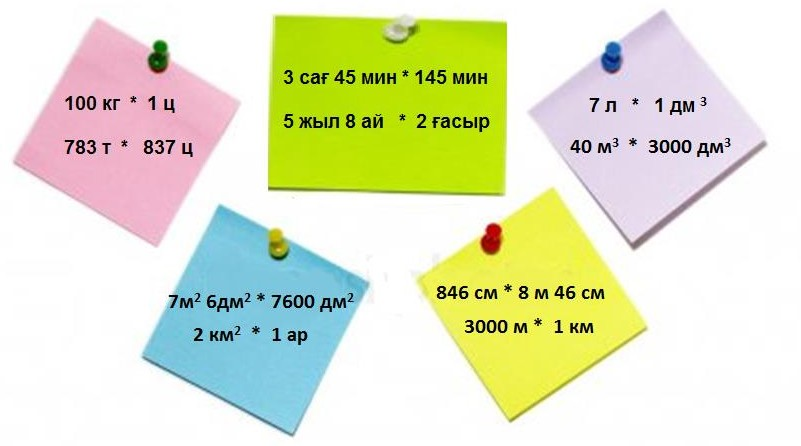 100 кг * 1 ц
783 т * 837 ц
3 сағ 45 мин * 145 мин
5 жыл 8 ай * 2 ғасыр
7 л * 1 дм ³
40 м³ * 3000 дм³
7м² 6дм² * 7600 дм²
2 км² * 1 ар
846 см * 8 м 46 см
3000 м * 1 км